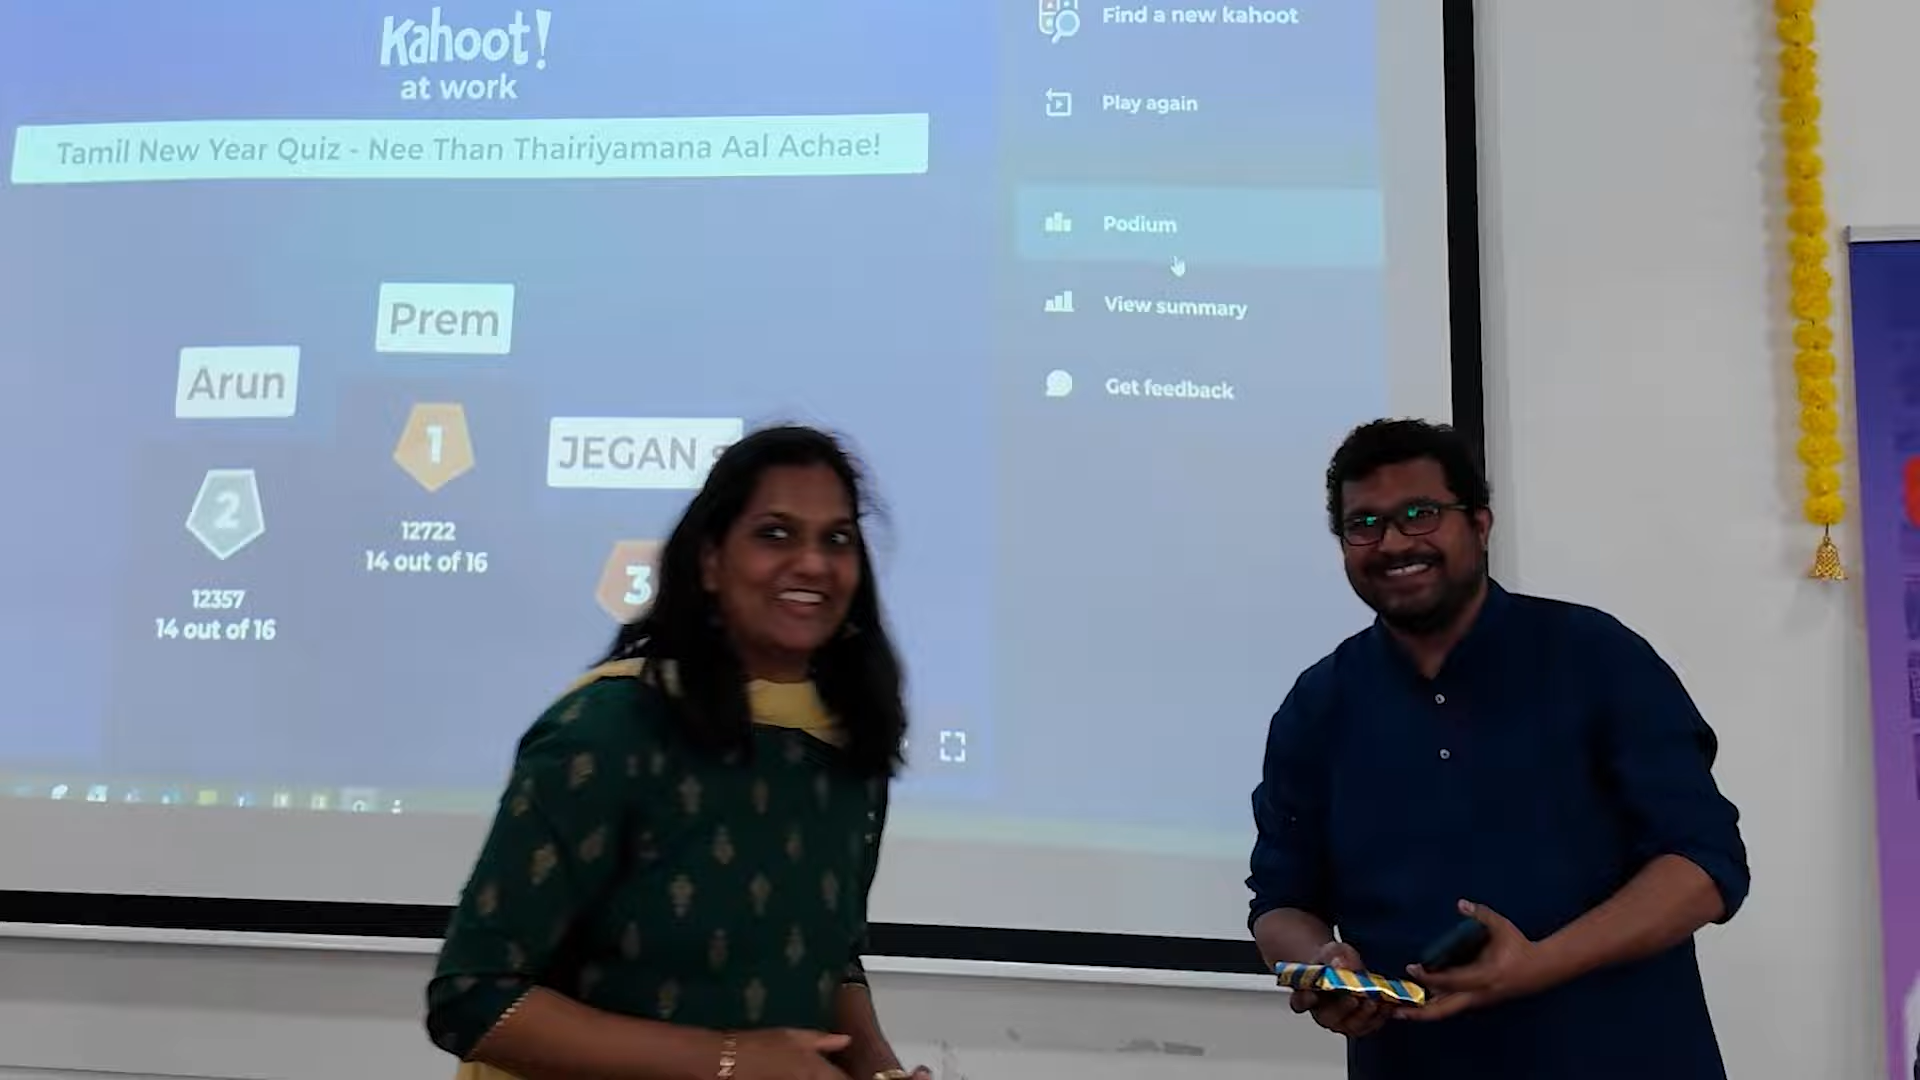 Kahoot!
at work
Tamil New Year Quiz - Nee Than Thairiyamana Aal Achae!
Prem
Arun
JEGAN
1
2
3
12722
14 out of 16
12357
14 out of 16
Find a new kahoot
Play again
Podium
View summary
Get feedback